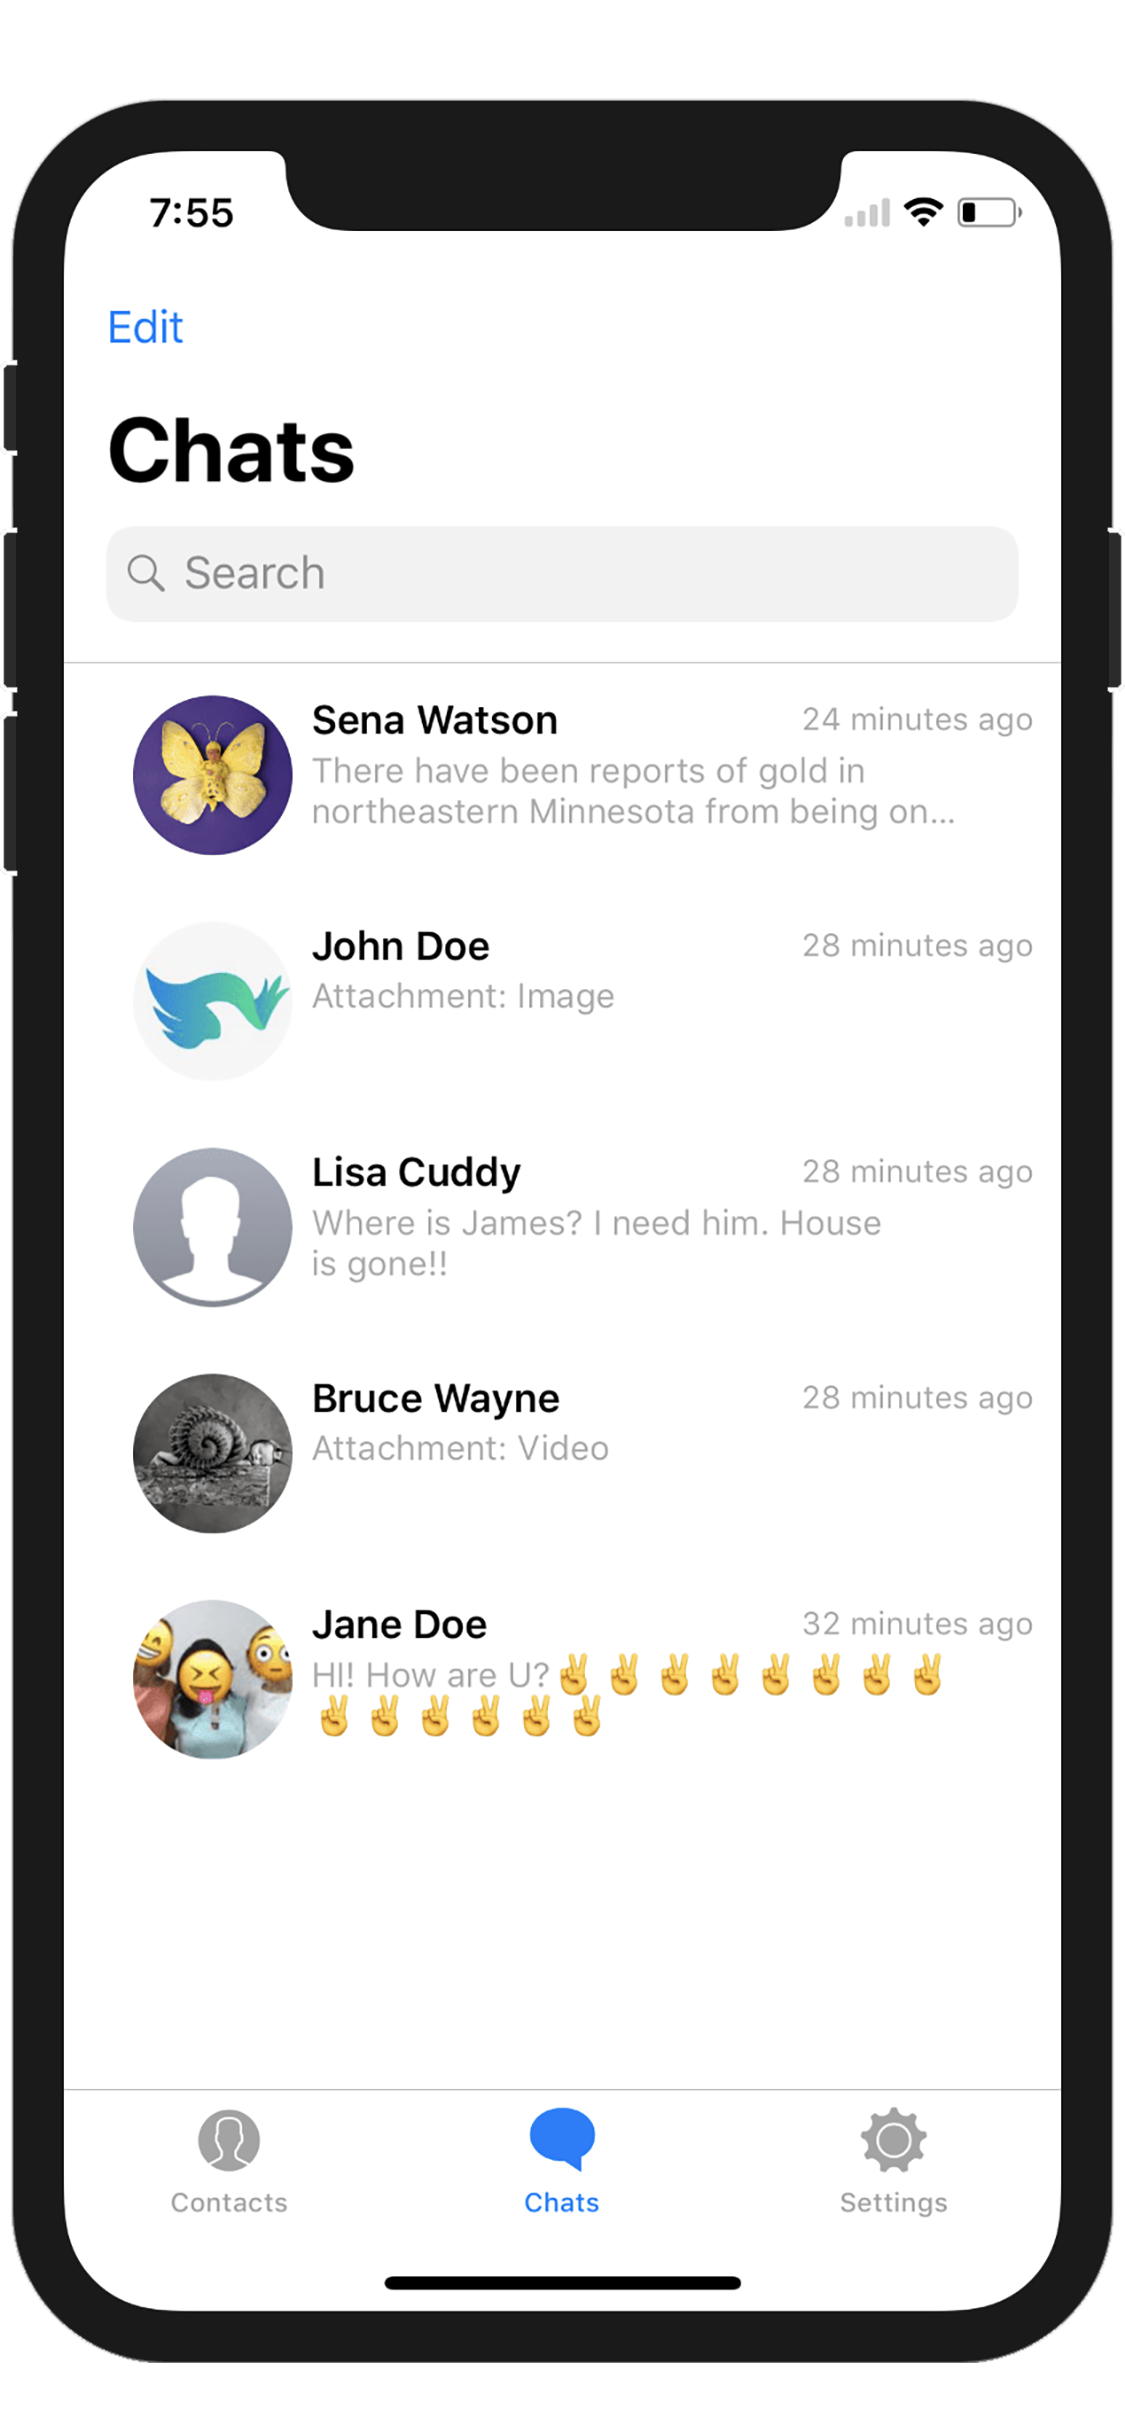 7:55
Edit
Chats
Search
Sena Watson
24 minutes ago
There have been reports of gold in
northeastern Minnesota from being on...
John Doe
28 minutes ago
Attachment: Image
Lisa Cuddy
28 minutes ago
Where is James? I need him. House
is gone!!
Bruce Wayne
28 minutes ago
Attachment: Video
Jane Doe
32 minutes ago
HI! How are U?✌️✌️✌️✌️✌️✌️✌️✌️
✌️✌️✌️✌️✌️✌️
Contacts
Chats
Settings